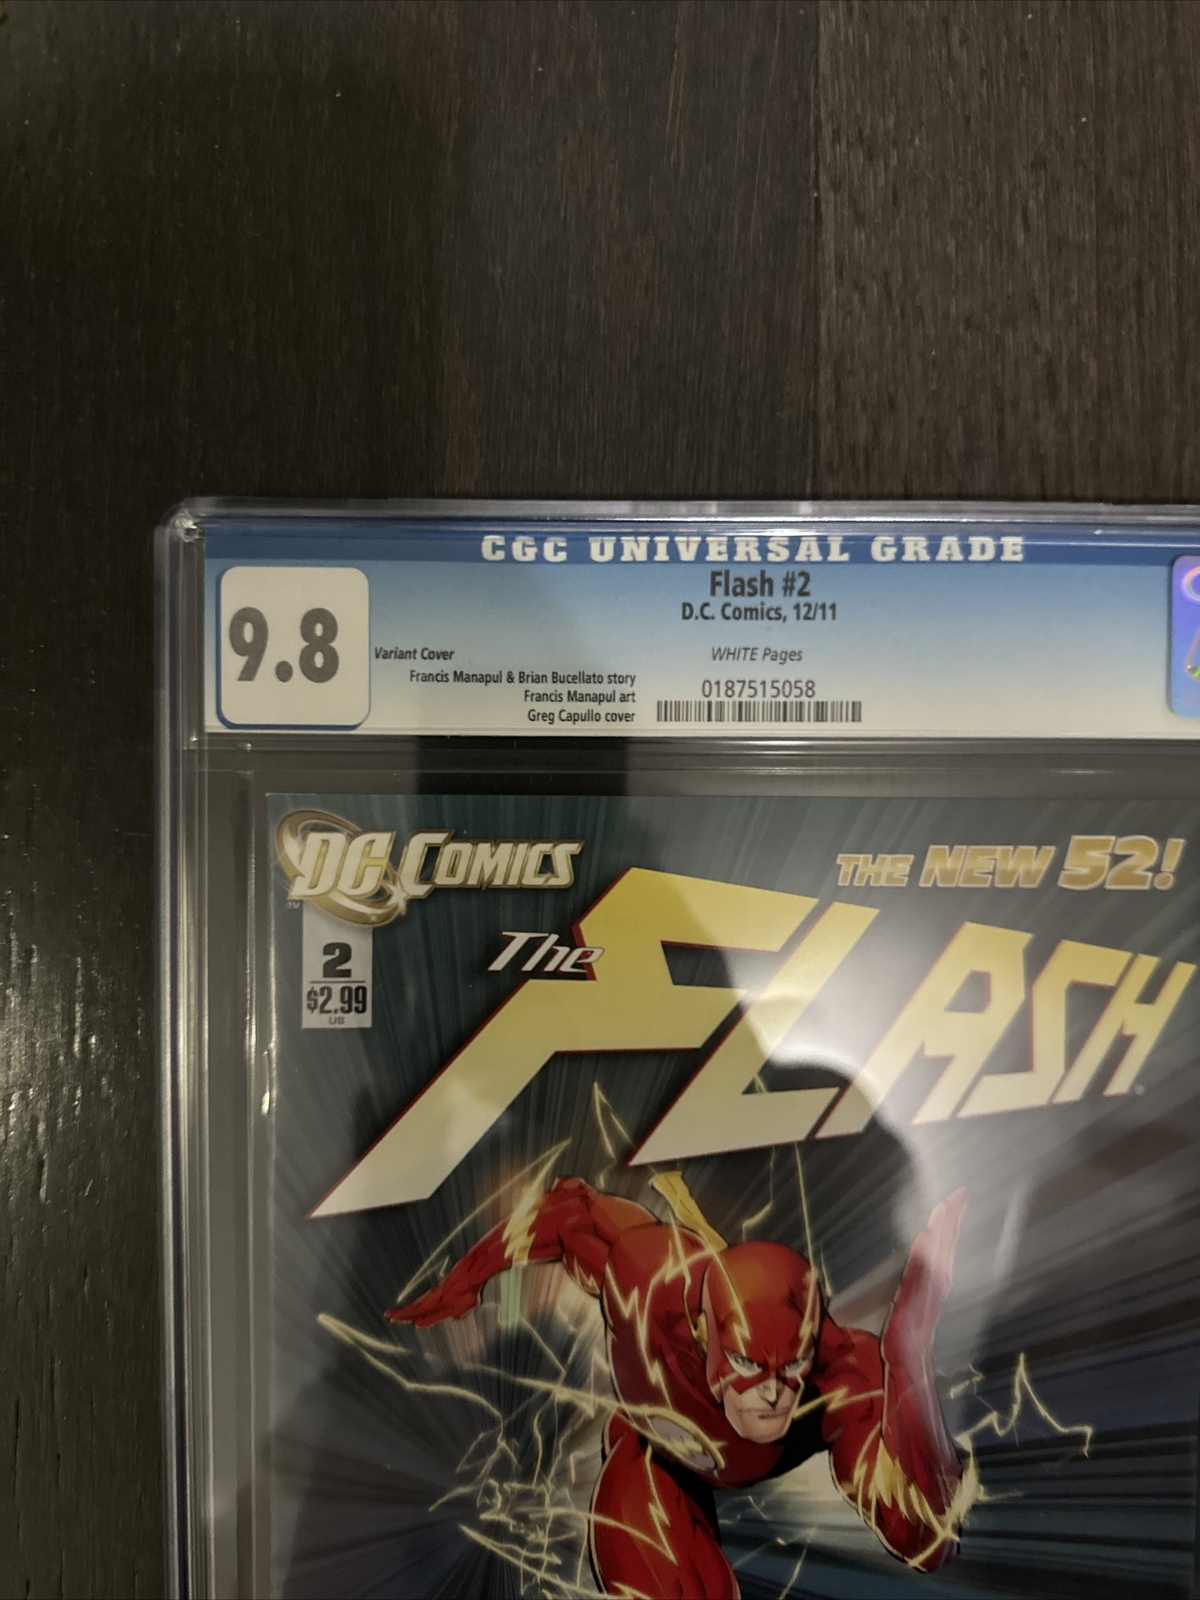 CGC UNIVERSAL GRADE
Flash #2
D.C. Comics, 12/11
9.8
Variant Cover
WHITE Pages
Francis Manapul & Brian Bucellato story
Francis Manapul art
Greg Capullo cover
0187515058
DC COMICS
TM
THE NEW 52!
2
$2.99
US
The FLASH